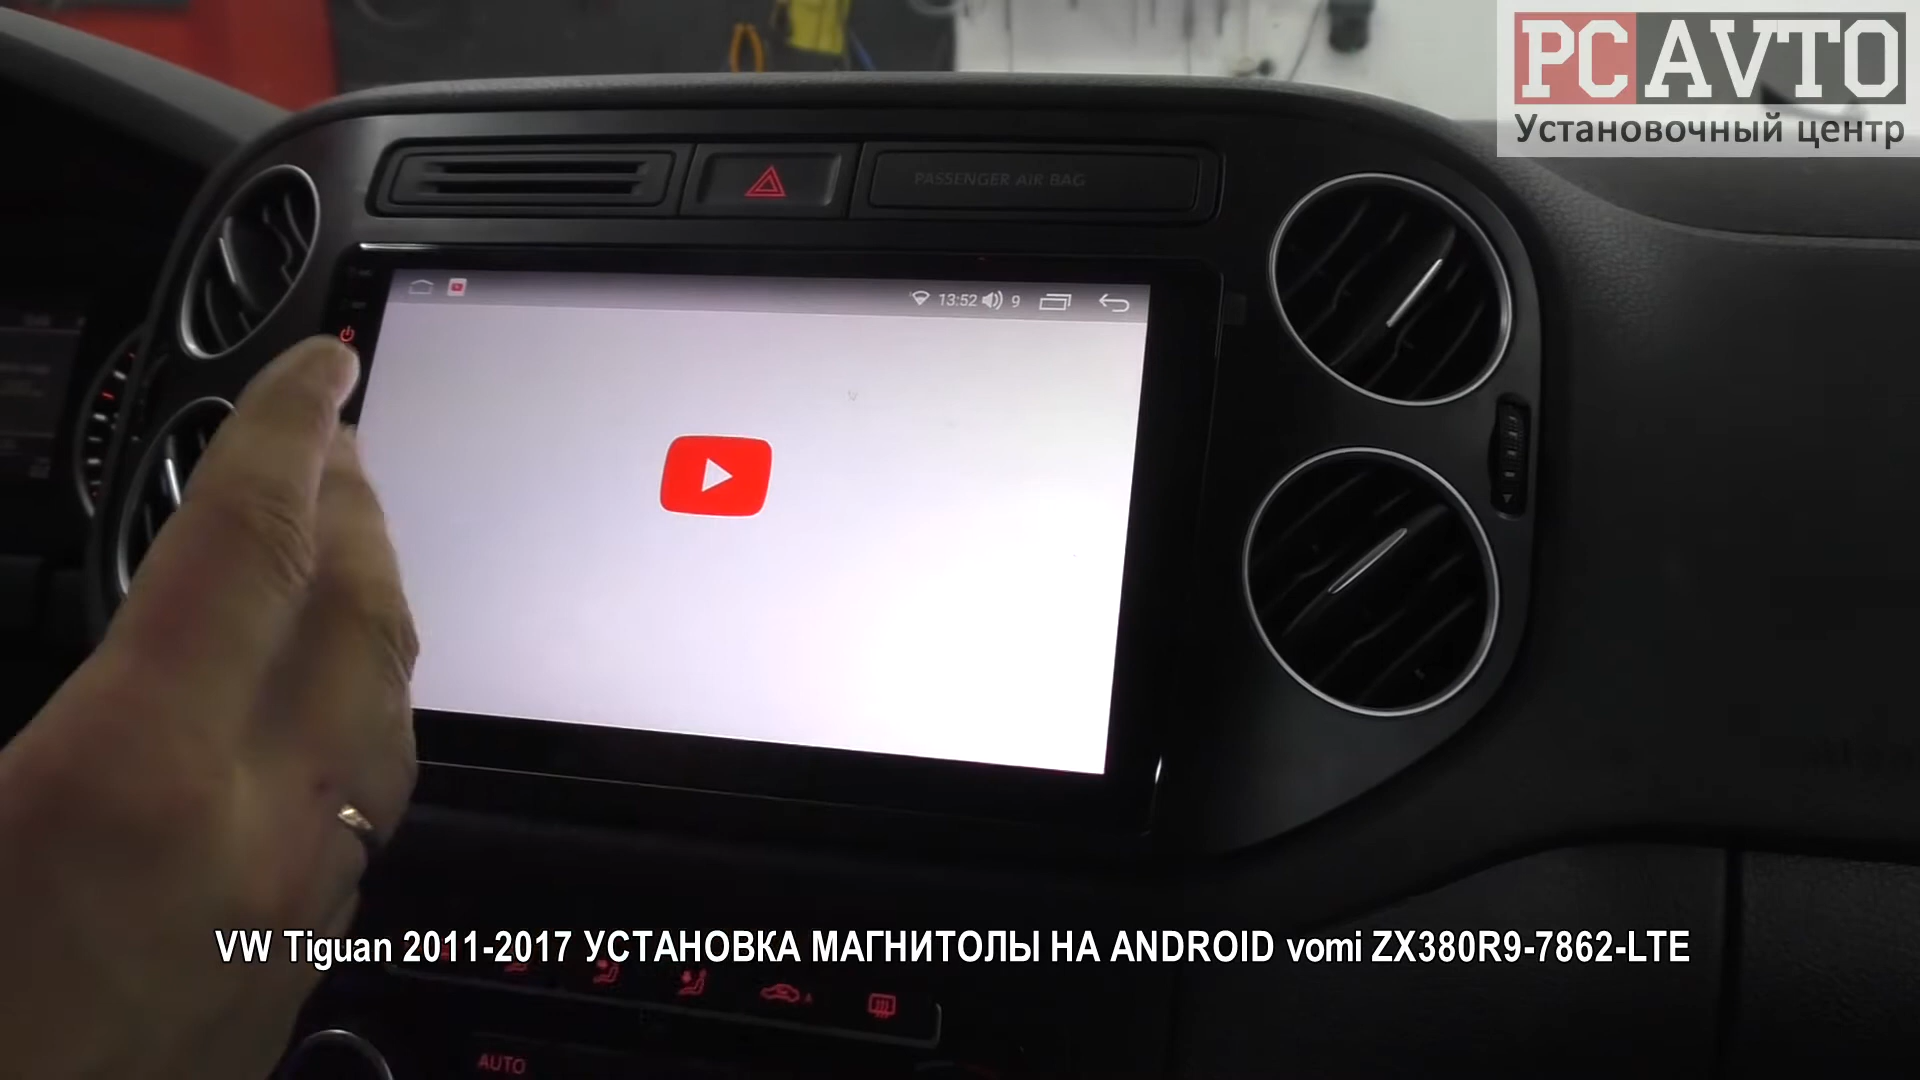 PC AVTO
Установочный центр
PASSENGER AIR BAG
13:52 9
VW Tiguan 2011-2017 УСТАНОВКА МАГНИТОЛЫ НА ANDROID vomi ZX380R9-7862-LTE
AUTO